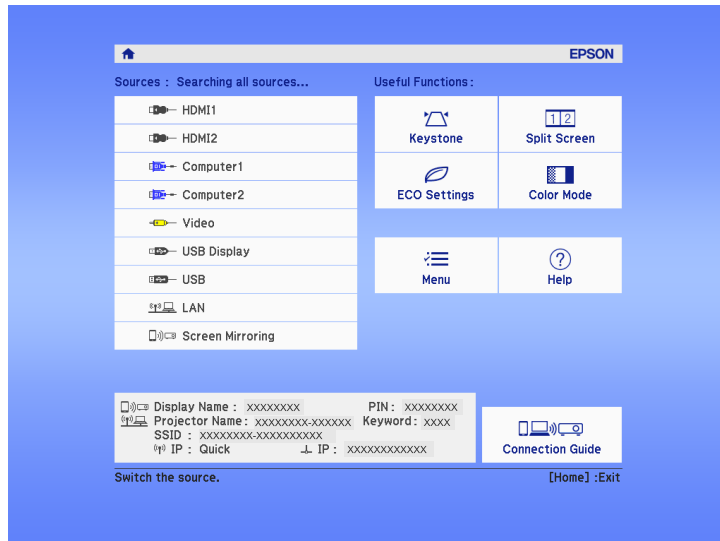 EPSON
Sources : Searching all sources...
HDMI1
HDMI2
Computer1
Computer2
Video
USB Display
USB
LAN
Screen Mirroring
Useful Functions :
Keystone
1 2
Split Screen
ECO Settings
Color Mode
Menu
?
Help
Display Name : XXXXXXXX PIN : XXXXXXXX
Projector Name : XXXXXXXX-XXXXXX Keyword : XXXX
SSID : XXXXXXXX-XXXXXXXXXX
IP : Quick IP : XXXXXXXXXXXX
Connection Guide
Switch the source. [Home] :Exit